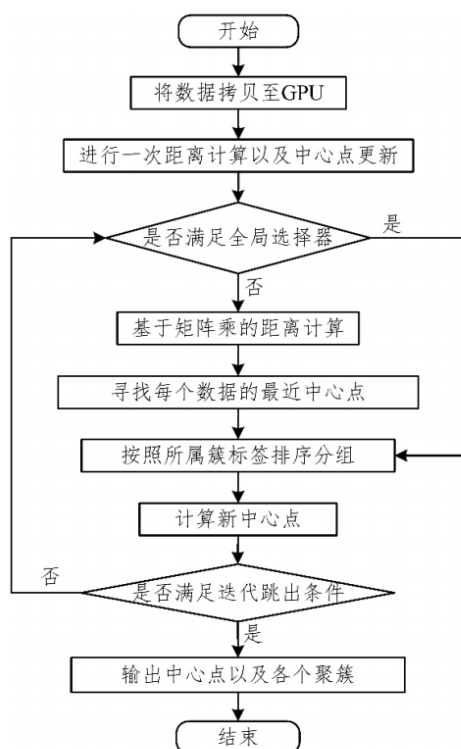 开始
将数据拷贝至GPU
进行一次距离计算以及中心点更新
是否满足全局选择器
是
否
基于矩阵乘的距离计算
寻找每个数据的最近中心点
按照所属簇标签排序分组
计算新中心点
否
是否满足迭代跳出条件
是
输出中心点以及各个聚簇
结束